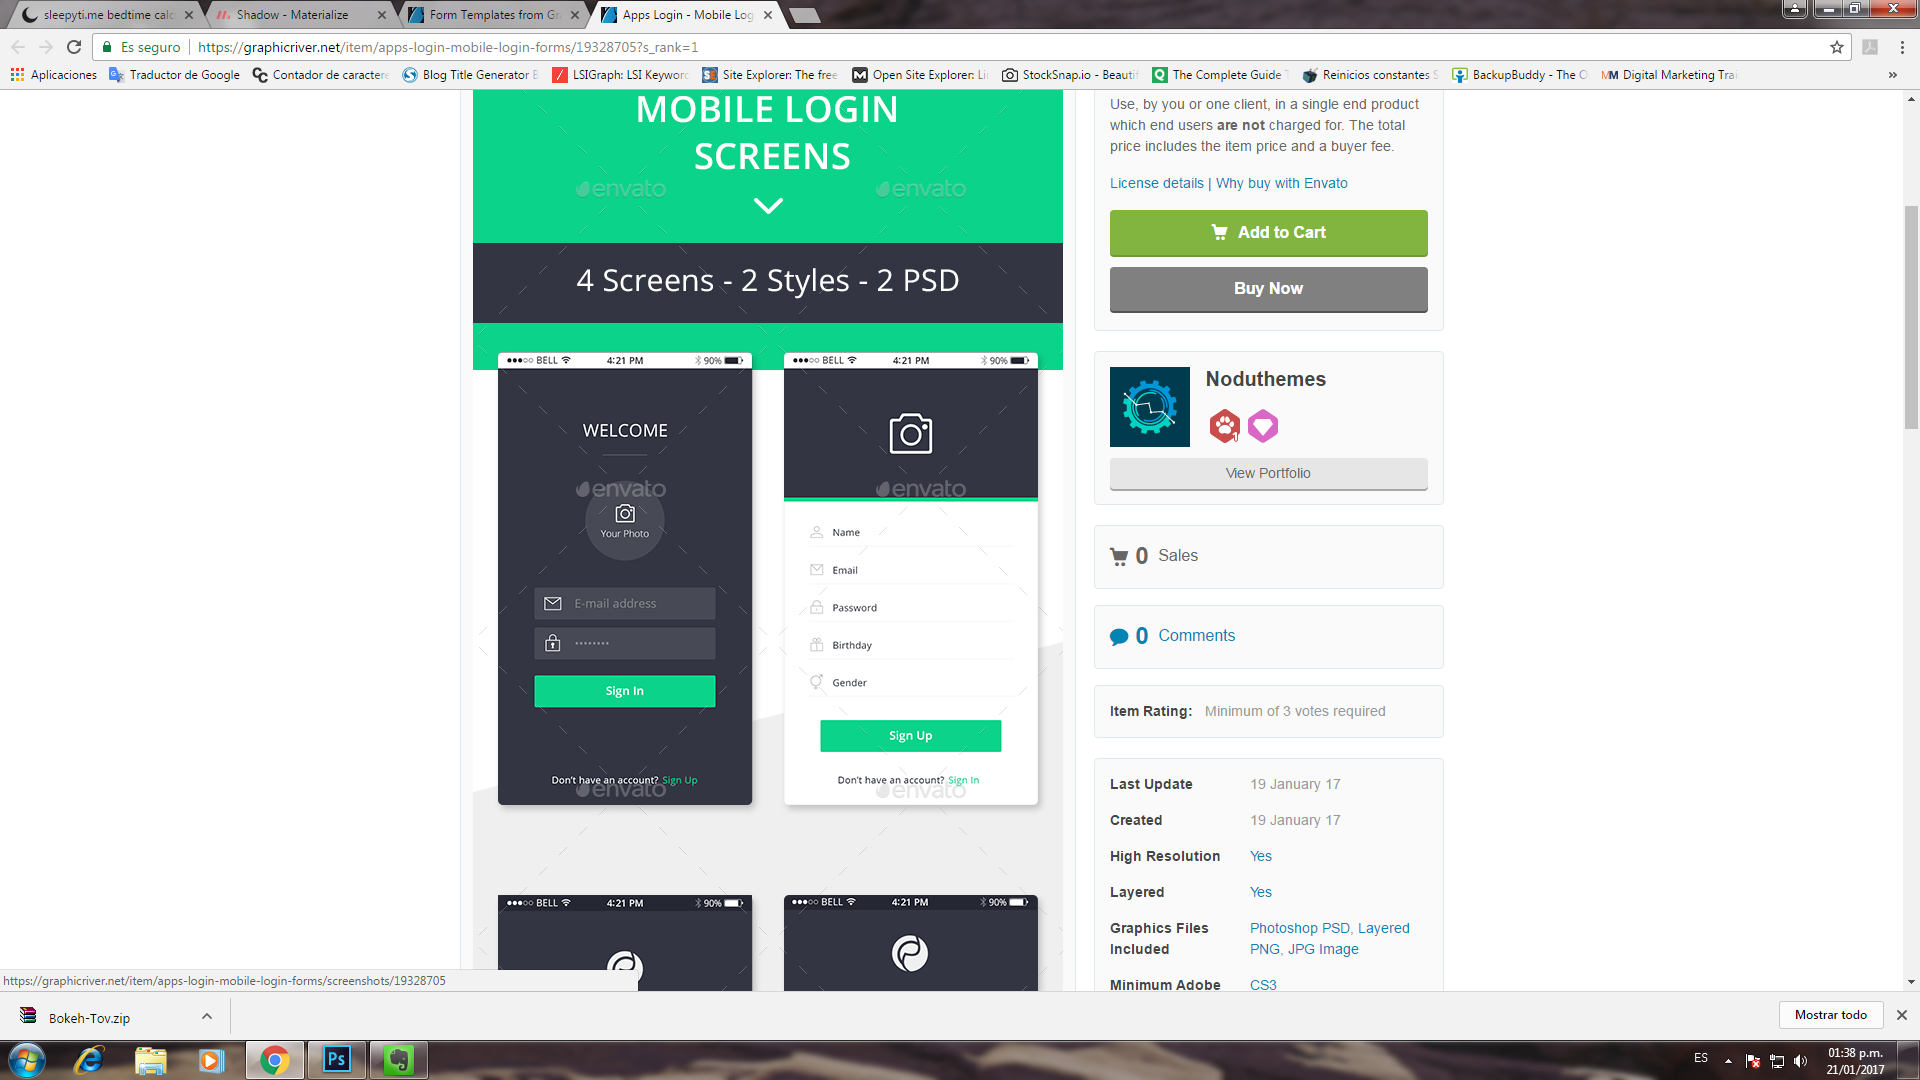 sleepyti.me bedtime calc
Shadow - Materialize
Form Templates from Gr
Apps Login - Mobile Log
Es seguro
https://graphicriver.net/item/apps-login-mobile-login-forms/19328705?s_rank=1
Aplicaciones
Traductor de Google
Contador de caractere
Blog Title Generator B
LSIGraph: LSI Keyword
Site Explorer: The free
Open Site Explorer: Li
StockSnap.io - Beautif
The Complete Guide T
Reinicios constantes S
BackupBuddy - The O
Digital Marketing Trai
»
MOBILE LOGIN
SCREENS
envato
envato
4 Screens - 2 Styles - 2 PSD
BELL 4:21 PM 90%
WELCOME
envato
Your Photo
E-mail address
Sign In
Don't have an account? Sign Up
envato
BELL 4:21 PM 90%
envato
Name
Email
Password
Birthday
Gender
Sign Up
Don't have an account? Sign In
envato
BELL 4:21 PM 90%
BELL 4:21 PM 90%
Use, by you or one client, in a single end product
which end users are not charged for. The total
price includes the item price and a buyer fee.
License details | Why buy with Envato
Add to Cart
Buy Now
Noduthemes
1
View Portfolio
0 Sales
0 Comments
Item Rating: Minimum of 3 votes required
Last Update 19 January 17
Created 19 January 17
High Resolution Yes
Layered Yes
Graphics Files Photoshop PSD, Layered
Included PNG, JPG Image
Minimum Adobe CS3
https://graphicriver.net/item/apps-login-mobile-login-forms/screenshots/19328705
Bokeh-Tov.zip
Mostrar todo
Ps
ES
01:38 p.m.
21/01/2017